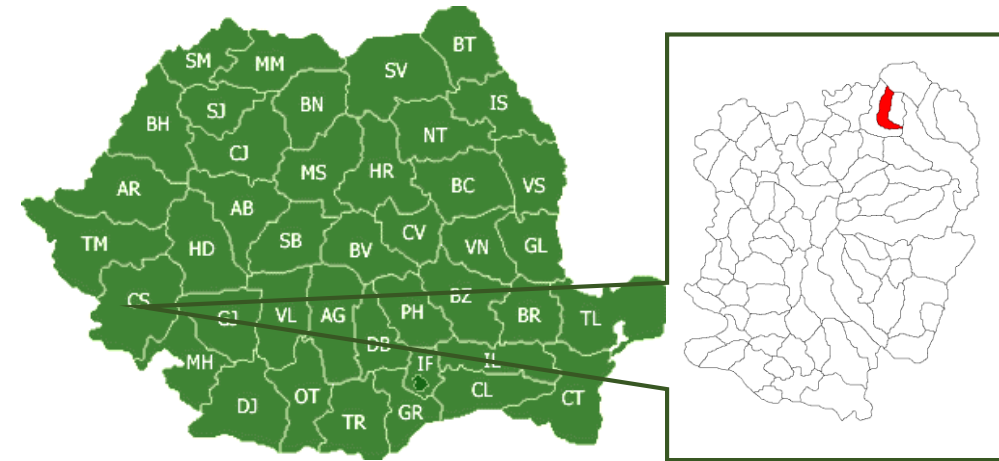 BT
SM
MM
SV
SJ
BN
IS
BH
NT
CJ
MS
HR
BC
VS
AR
AB
TM
HD
SB
BV
CV
VN
GL
CS
GJ
VL
AG
PH
BZ
BR
TL
DB
MH
IF
IL
DJ
OT
TR
GR
CL
CT